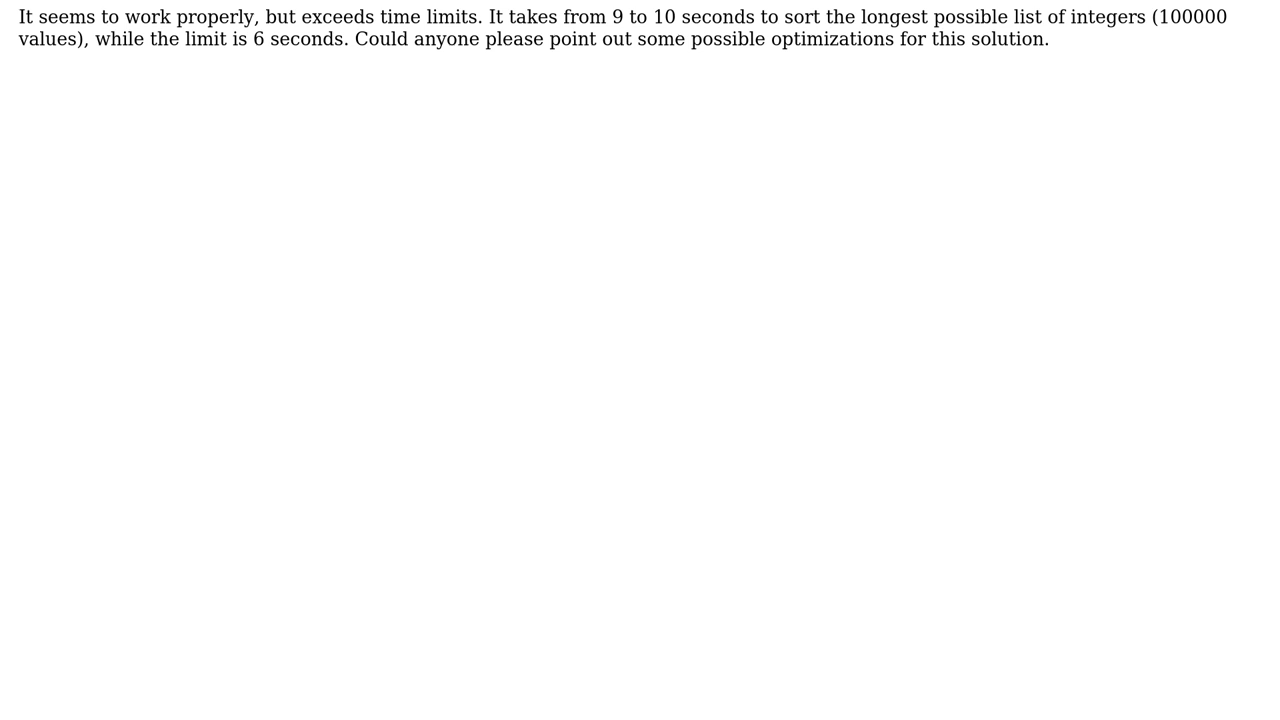 It seems to work properly, but exceeds time limits. It takes from 9 to 10 seconds to sort the longest possible list of integers (100000
values), while the limit is 6 seconds. Could anyone please point out some possible optimizations for this solution.